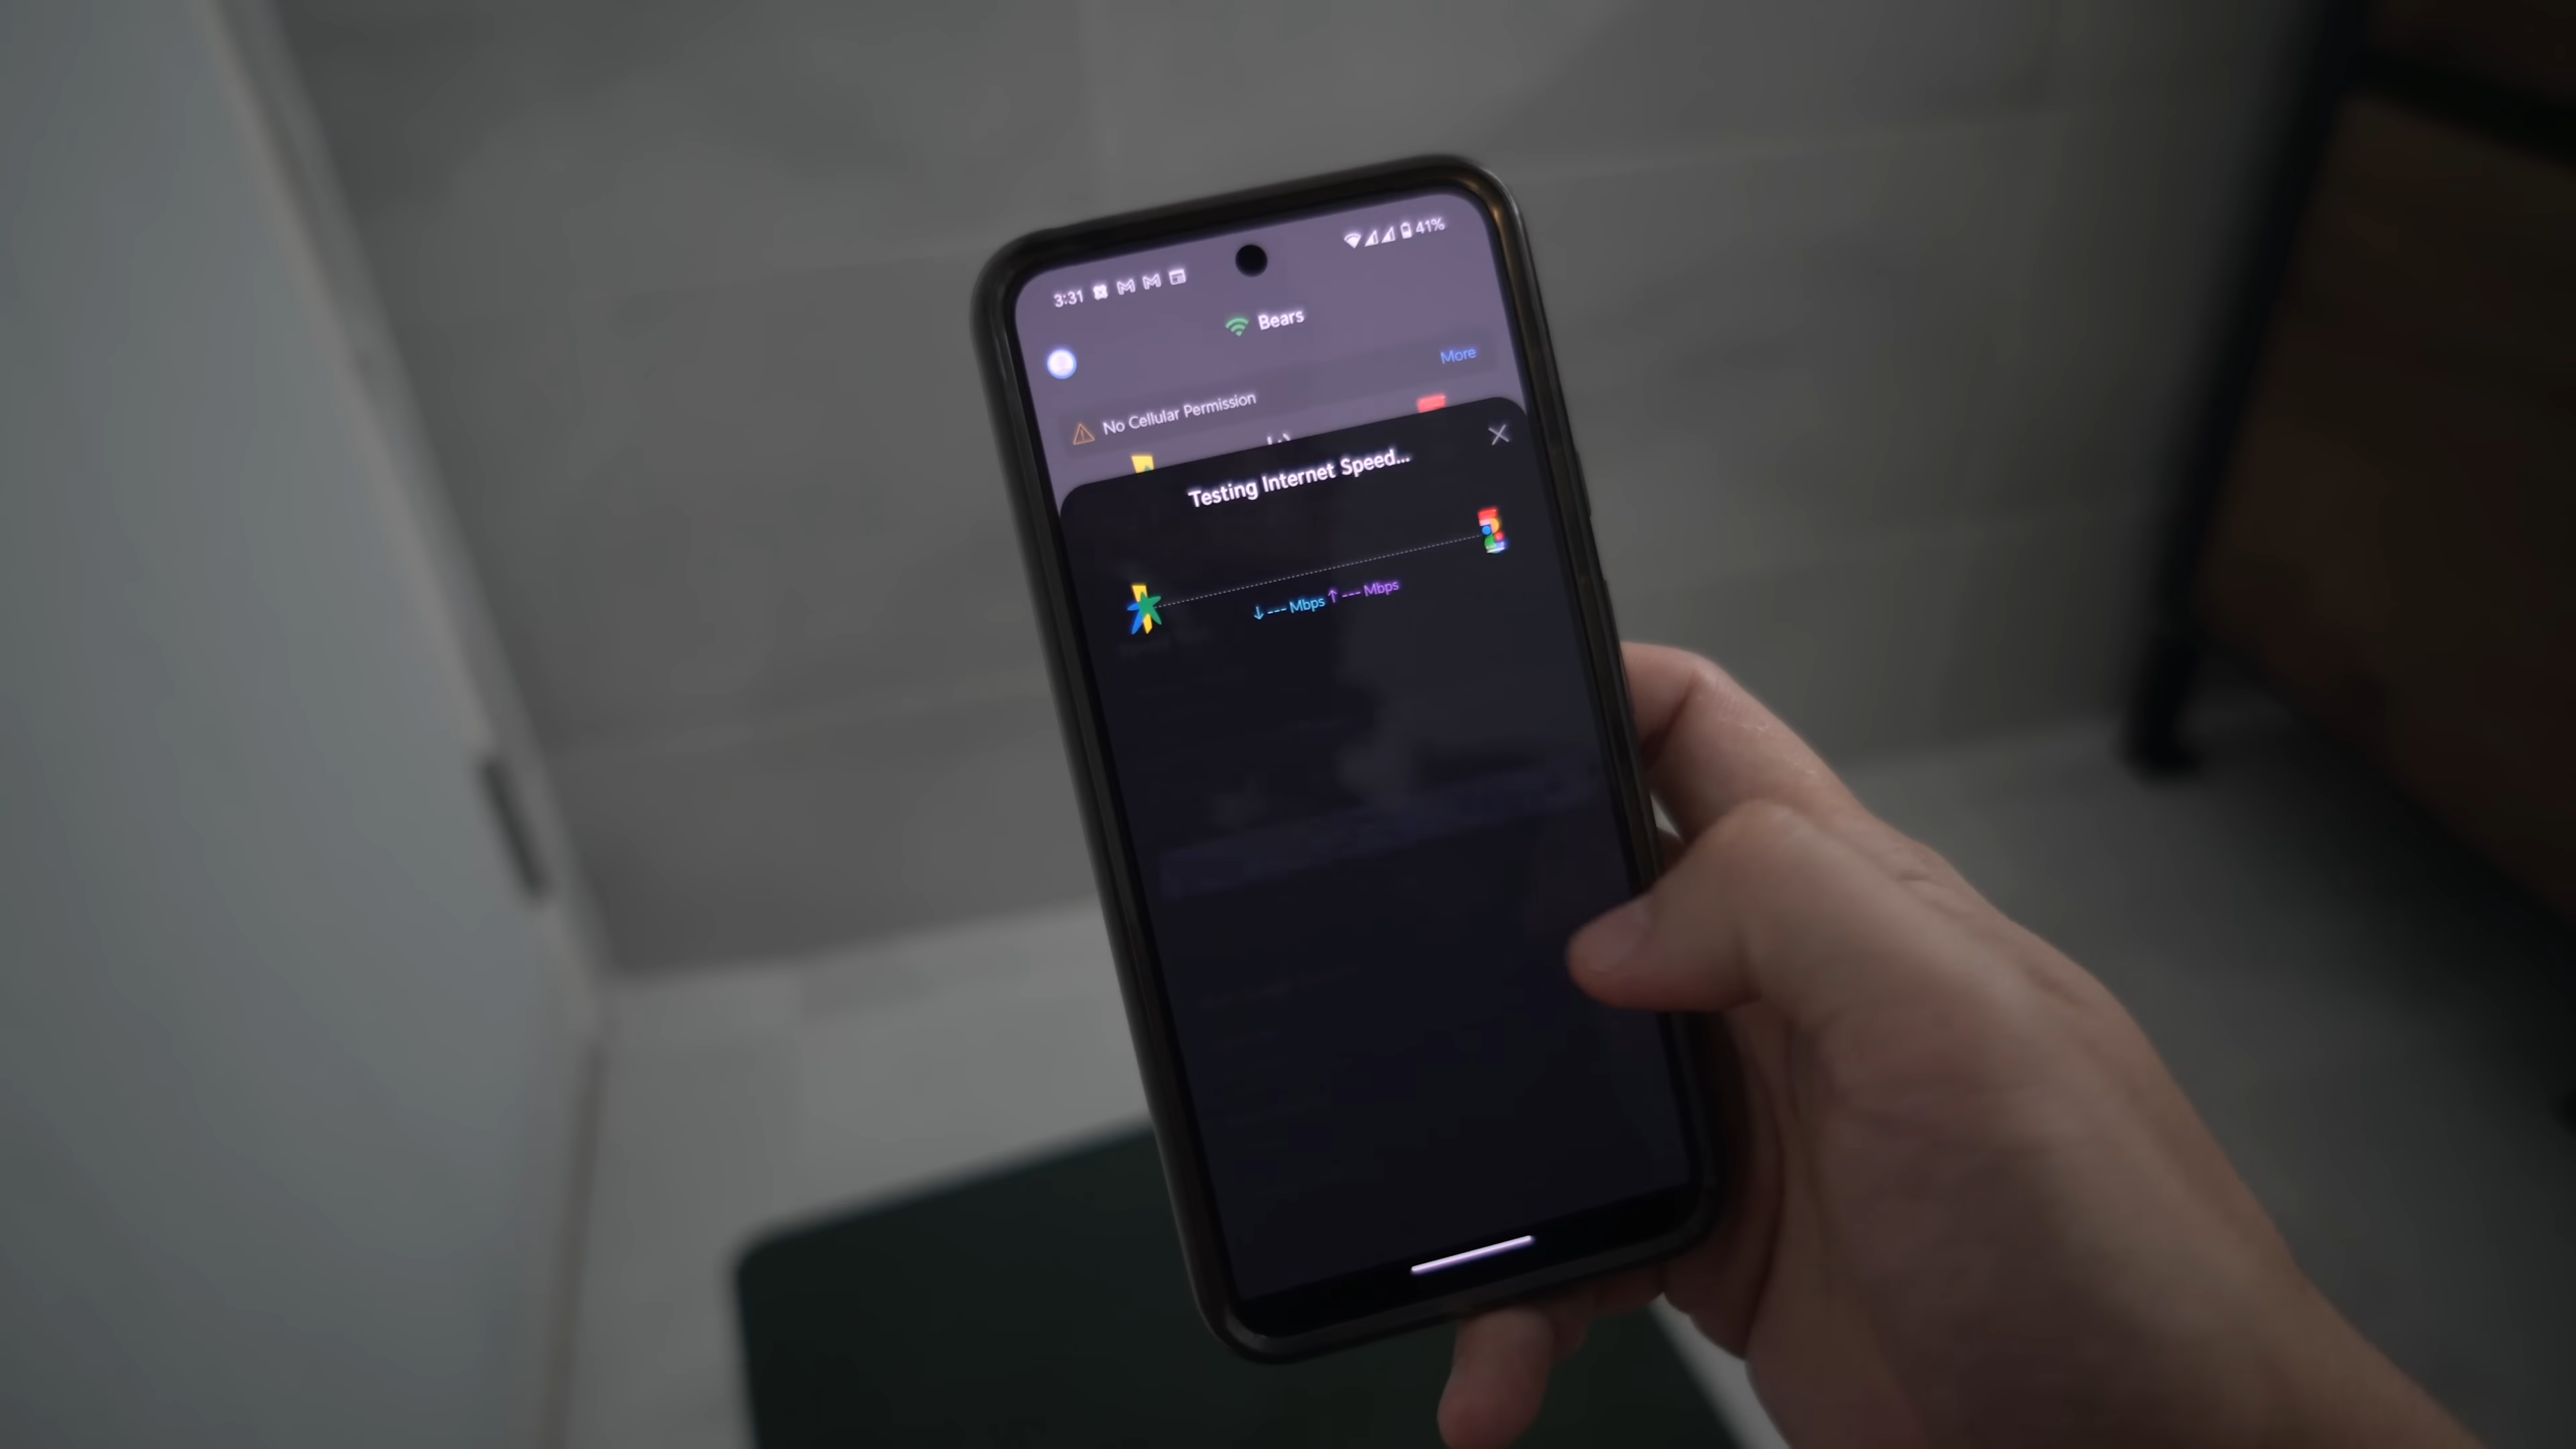 3:31
41%
Bears
More
No Cellular Permission
Testing Internet Speed...
↓ --- Mbps ↑ --- Mbps